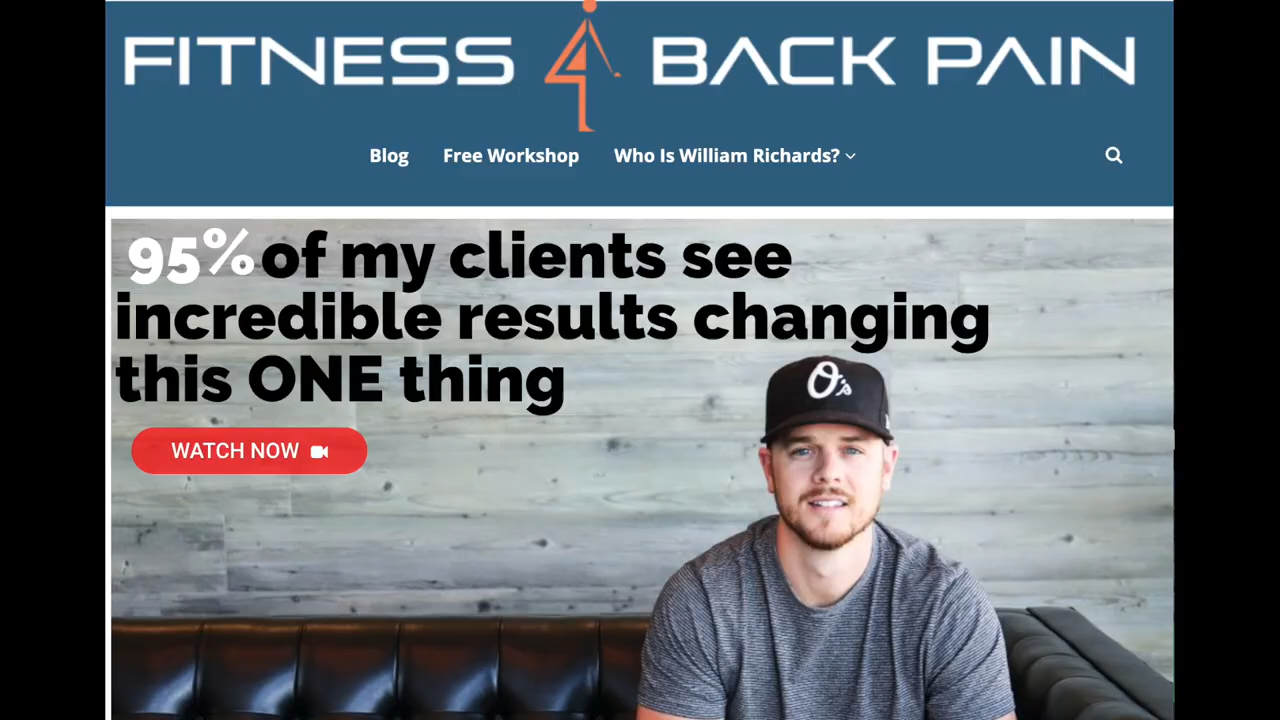 FITNESS 4 BACK PAIN
Blog Free Workshop Who Is William Richards?
95% of my clients see
incredible results changing
this ONE thing
O's
WATCH NOW